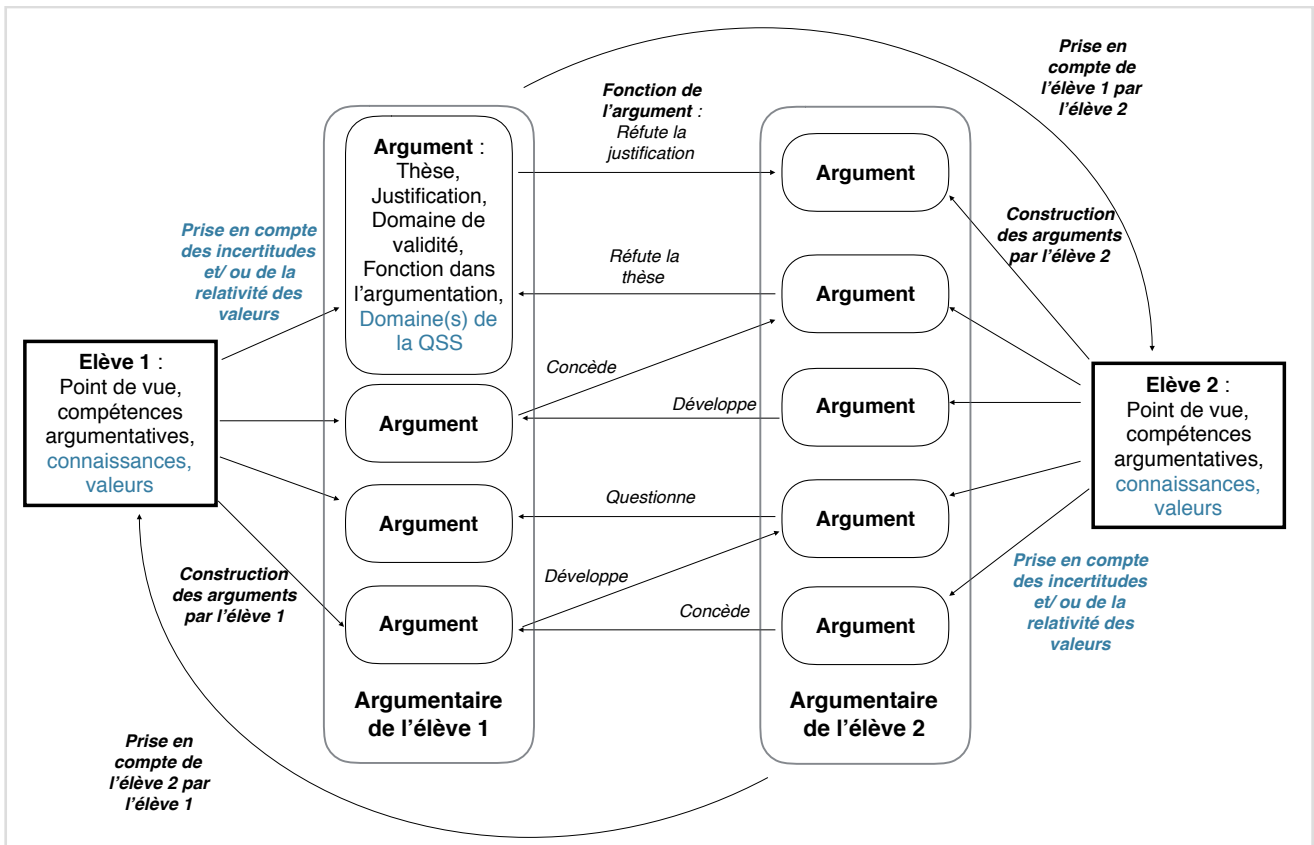 Prise en
compte de
l'élève 1 par
l'élève 2
Fonction de
l'argument :
Réfute la
justification
Argument :
Thèse,
Justification,
Domaine de
validité,
Fonction dans
l'argumentation,
Domaine(s) de
la QSS
Argument
Prise en compte
des incertitudes
et/ ou de la
relativité des
valeurs
Construction
des arguments
par l'élève 2
Réfute la
thèse
Argument
Elève 1 :
Point de vue,
compétences
argumentatives,
connaissances,
valeurs
Concède
Argument
Développe
Argument
Elève 2 :
Point de vue,
compétences
argumentatives,
connaissances,
valeurs
Argument
Questionne
Argument
Construction
des arguments
par l'élève 1
Argument
Développe
Concède
Argument
Prise en compte
des incertitudes
et/ ou de la
relativité des
valeurs
Argumentaire
de l'élève 1
Argumentaire
de l'élève 2
Prise en
compte de
l'élève 2 par
l'élève 1